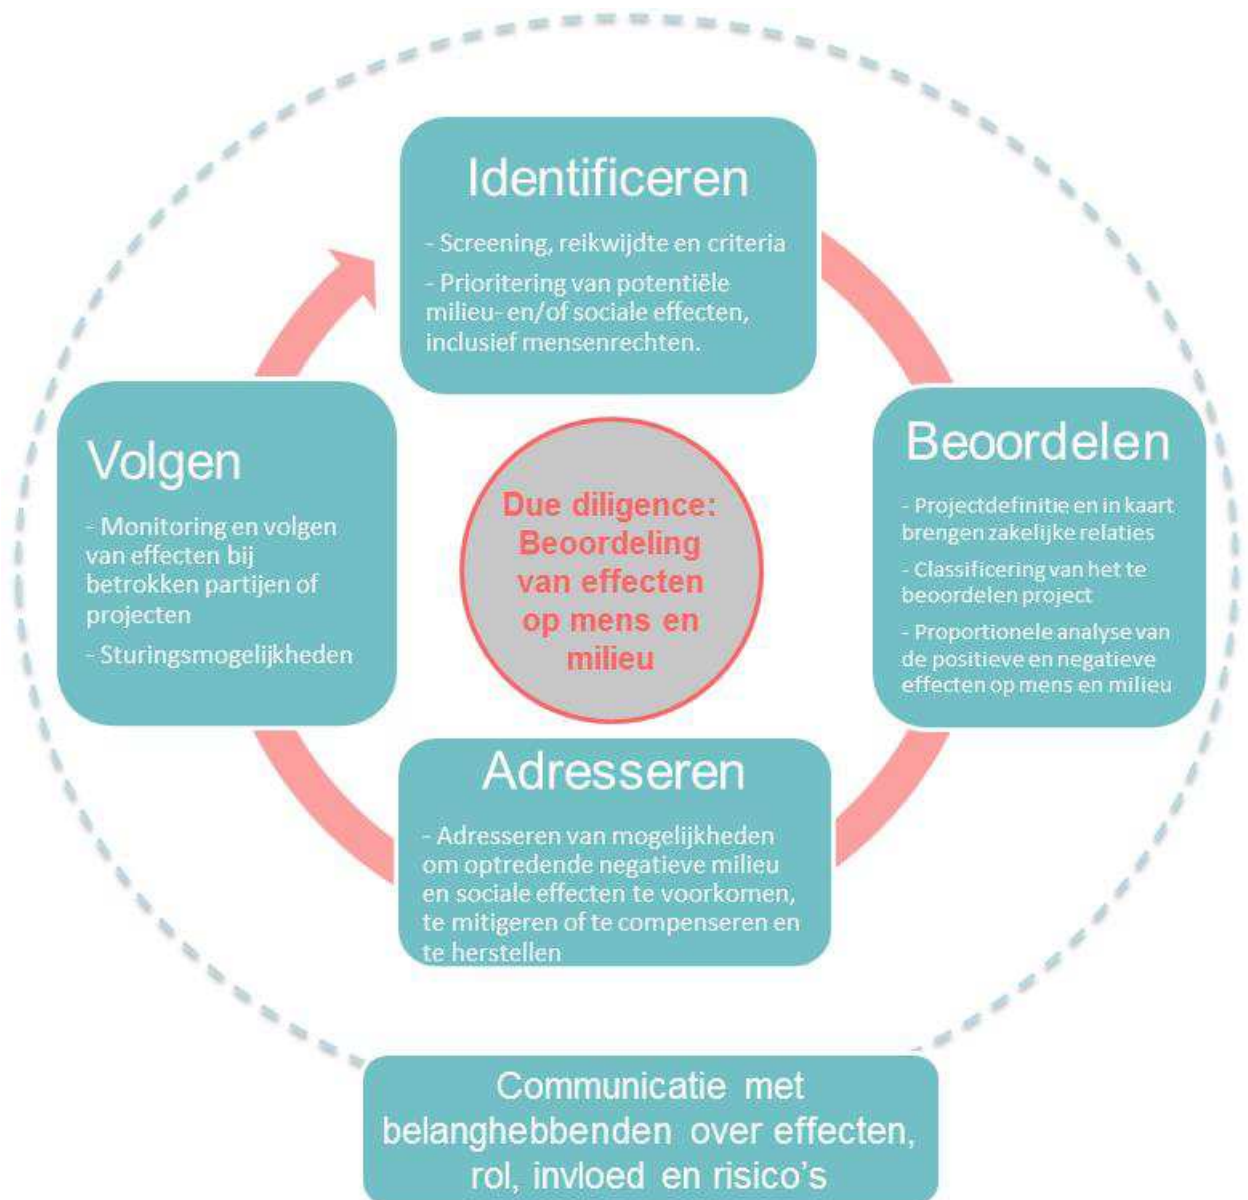 Identificeren
- Screening, reikwijdte en criteria
- Prioritering van potentiële
milieu- en/of sociale effecten,
inclusief mensenrechten.
Beoordelen
- Projectdefinitie en in kaart
brengen zakelijke relaties
- Classificering van het te
beoordelen project
- Proportionele analyse van
de positieve en negatieve
effecten op mens en milieu
Adresseren
- Adresseren van mogelijkheden
om optredende negatieve milieu
en sociale effecten te voorkomen,
te mitigeren of te compenseren en
te herstellen
Volgen
- Monitoring en volgen
van effecten bij
betrokken partijen of
projecten
- Sturingsmogelijkheden
Due diligence:
Beoordeling
van effecten
op mens en
milieu
Communicatie met
belanghebbenden over effecten,
rol, invloed en risico's